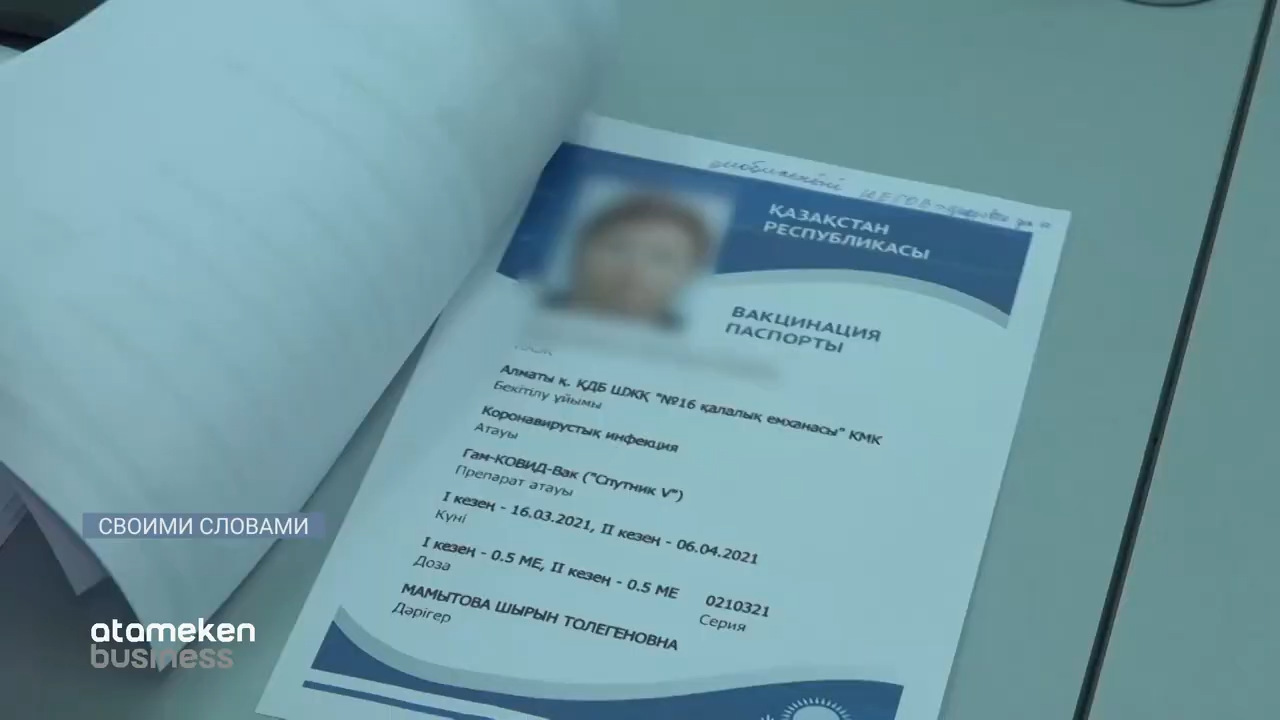 ҚАЗАҚСТАН
РЕСПУБЛИКАСЫ
ВАКЦИНАЦИЯ
ПАСПОРТЫ
Алматы қ. ҚДБ ШЖҚ "№16 қалалық емханасы" КМК
Бекітілу ұйымы
Коронавирустық инфекция
Атауы
Гам-КОВИД-Вак ("Спутник V")
Препарат атауы
I кезең - 16.03.2021, II кезең - 06.04.2021
Күні
I кезең - 0.5 МЕ, II кезең - 0.5 МЕ 0210321
Доза Серия
МАМЫТОВА ШЫРЫН ТОЛЕГЕНОВНА
Дәрігер
СВОИМИ СЛОВАМИ
atameken
business